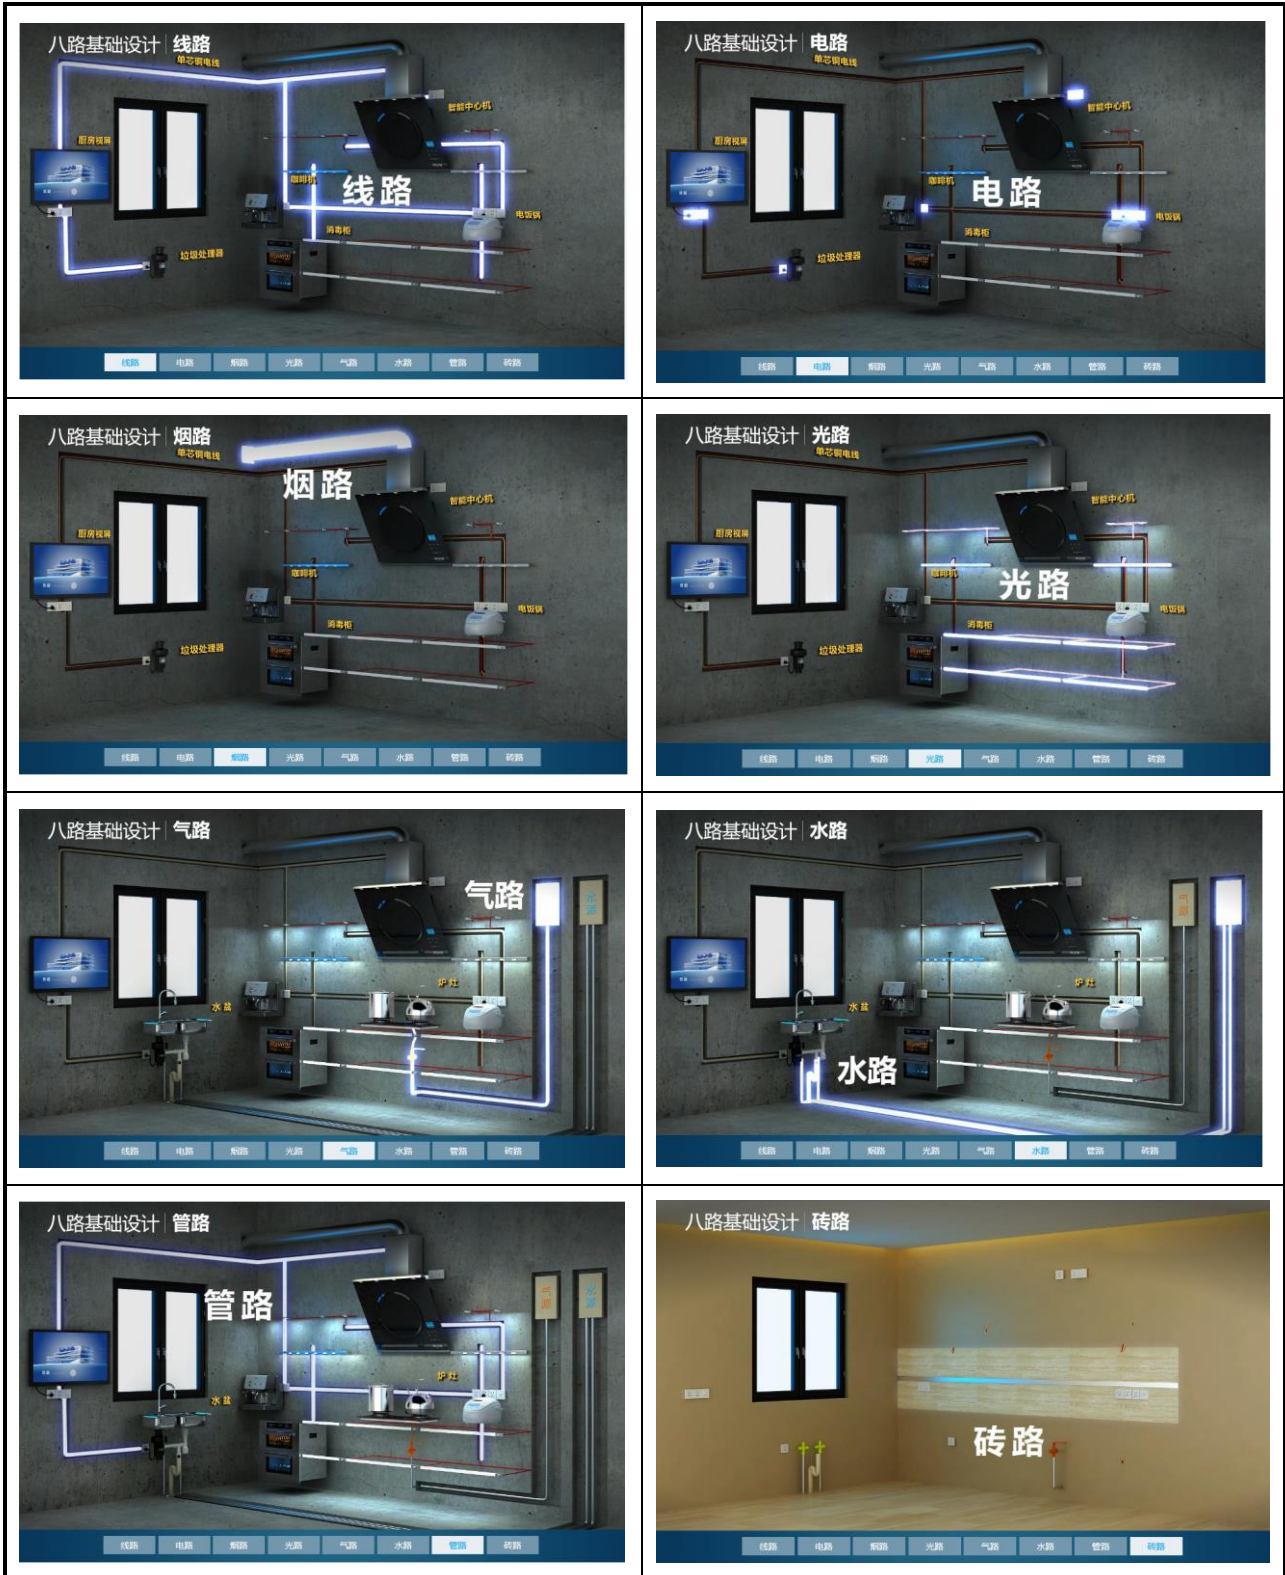 八路基础设计 | 线路
单芯铜电线
智能中心机
厨房视屏
咖啡机
线路
电饭锅
消毒柜
垃圾处理器
线路 电路 烟路 光路 气路 水路 管路 砖路
八路基础设计 | 电路
单芯铜电线
智能中心机
厨房视屏
咖啡机
电路
电饭锅
消毒柜
垃圾处理器
线路 电路 烟路 光路 气路 水路 管路 砖路
八路基础设计 | 烟路
单芯铜电线
烟路
智能中心机
厨房视屏
咖啡机
电饭锅
消毒柜
垃圾处理器
线路 电路 烟路 光路 气路 水路 管路 砖路
八路基础设计 | 光路
单芯铜电线
智能中心机
厨房视屏
咖啡机
光路
电饭锅
消毒柜
垃圾处理器
线路 电路 烟路 光路 气路 水路 管路 砖路
八路基础设计 | 气路
气路
水路
炉灶
水盆
线路 电路 烟路 光路 气路 水路 管路 砖路
八路基础设计 | 水路
气路
炉灶
水盆
水路
线路 电路 烟路 光路 气路 水路 管路 砖路
八路基础设计 | 管路
气源
水源
管路
炉灶
水盆
线路 电路 烟路 光路 气路 水路 管路 砖路
八路基础设计 | 砖路
砖路
线路 电路 烟路 光路 气路 水路 管路 砖路